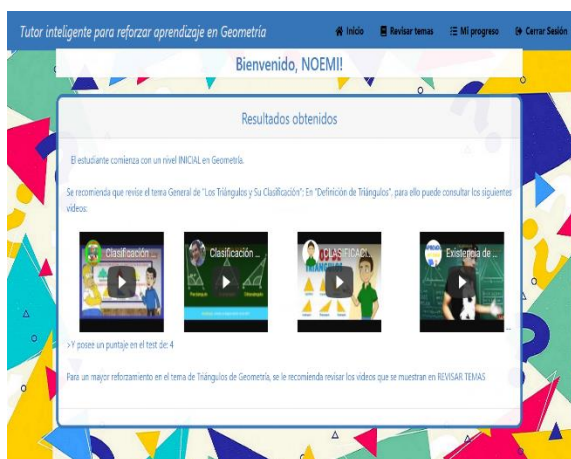 Tutor inteligente para reforzar aprendizaje en Geometría
Inicio
Revisar temas
Mi progreso
Cerrar Sesión
Bienvenido, NOEMI!
Resultados obtenidos
El estudiante comienza con un nivel INICIAL en Geometría.
Se recomienda que revise el tema General de "Los Triángulos y Su Clasificación"; En "Definición de Triángulos", para ello puede consultar los siguientes
videos:
Clasificación ...
Clasificación ...
¿CLASIFICACI...
TRIÁNGULOS
Existencia de ...
>Y posee un puntaje en el test de: 4
Para un mayor reforzamiento en el tema de Triángulos de Geometría, se le recomienda revisar los videos que se muestran en REVISAR TEMAS